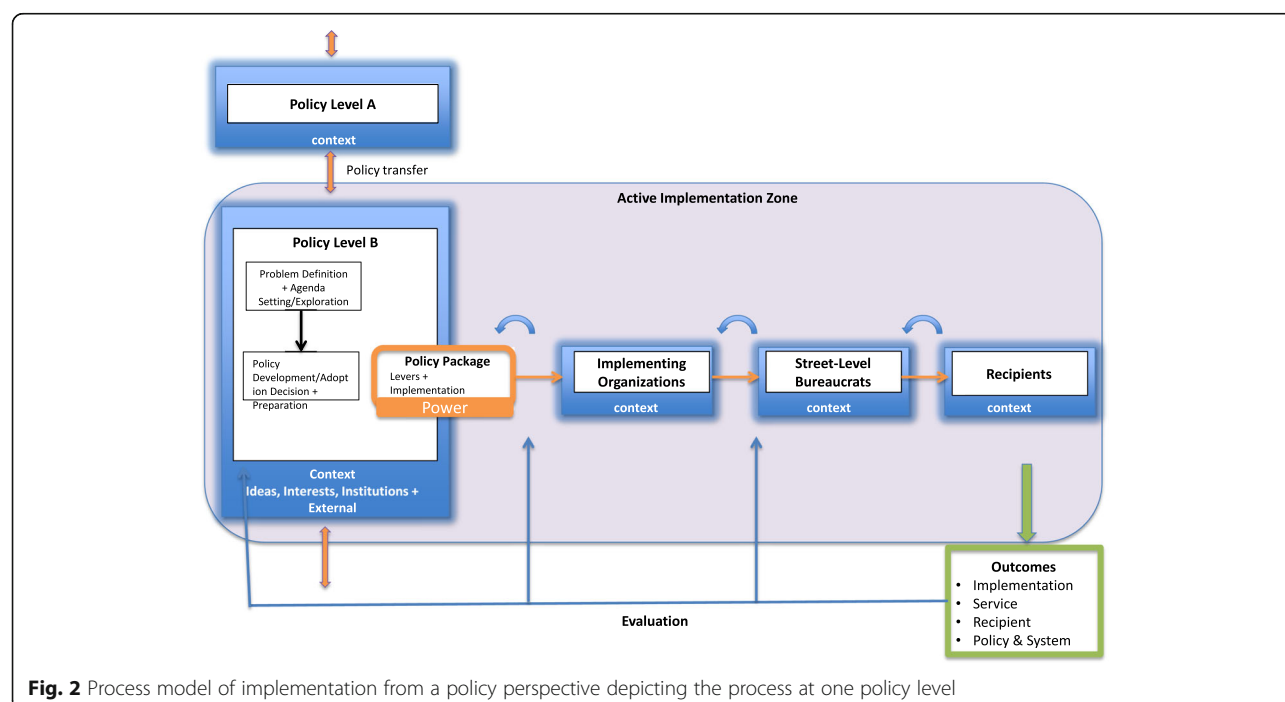 Policy Level A
context
Policy transfer
Active Implementation Zone
Policy Level B
Problem Definition
+ Agenda
Setting/Exploration
Policy
Development/Adopt
ion Decision +
Preparation
Policy Package
Levers +
Implementation
Power
Context
Ideas, Interests, Institutions +
External
Implementing
Organizations
context
Street-Level
Bureaucrats
context
Recipients
context
Outcomes
• Implementation
• Service
• Recipient
• Policy & System
Evaluation
Fig. 2 Process model of implementation from a policy perspective depicting the process at one policy level